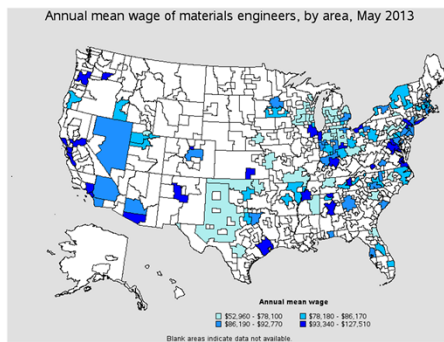 Annual mean wage of materials engineers, by area, May 2013
Annual mean wage
$52,960 - $78,100
$78,180 - $86,170
$86,190 - $92,770
$93,340 - $127,510
Blank areas indicate data not available.